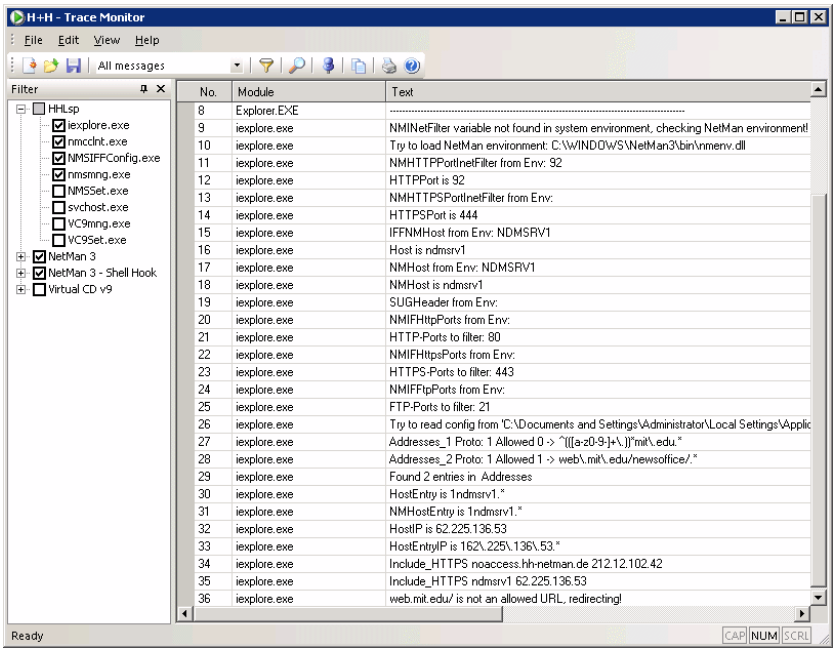 H+H - Trace Monitor
File Edit View Help
All messages
Filter
HHLsp
iexplore.exe
nmcclnt.exe
NMSIFFConfig.exe
nmsmng.exe
NMSSet.exe
svchost.exe
VC9mng.exe
VC9Set.exe
NetMan 3
NetMan 3 - Shell Hook
Virtual CD v9
No. Module Text
8 Explorer.EXE ----------------------------------------------------------------------------------------------------
9 iexplore.exe NMINetFilter variable not found in system environment, checking NetMan environment!
10 iexplore.exe Try to load NetMan environment: C:\WINDOWS\NetMan3\bin\nmenv.dll
11 iexplore.exe NMHTTPPortInetFilter from Env: 92
12 iexplore.exe HTTPPort is 92
13 iexplore.exe NMHTTPSPortInetFilter from Env:
14 iexplore.exe HTTPSPort is 444
15 iexplore.exe IFFNMHost from Env: NDMSRV1
16 iexplore.exe Host is ndmsrv1
17 iexplore.exe NMHost from Env: NDMSRV1
18 iexplore.exe NMHost is ndmsrv1
19 iexplore.exe SUGHeader from Env:
20 iexplore.exe NMIFHttpPorts from Env:
21 iexplore.exe HTTP-Ports to filter: 80
22 iexplore.exe NMIFHttpsPorts from Env:
23 iexplore.exe HTTPS-Ports to filter: 443
24 iexplore.exe NMIFFtpPorts from Env:
25 iexplore.exe FTP-Ports to filter: 21
26 iexplore.exe Try to read config from 'C:\Documents and Settings\Administrator\Local Settings\Applic
27 iexplore.exe Addresses_1 Proto: 1 Allowed 0 -> ^(([a-z0-9-]+\.))*mit\.edu.*
28 iexplore.exe Addresses_2 Proto: 1 Allowed 1 -> web\.mit\.edu/newsoffice/.*
29 iexplore.exe Found 2 entries in Addresses
30 iexplore.exe HostEntry is 1ndmsrv1.*
31 iexplore.exe NMHostEntry is 1ndmsrv1.*
32 iexplore.exe HostIP is 62.225.136.53
33 iexplore.exe HostEntryIP is 162\.225\.136\.53.*
34 iexplore.exe Include_HTTPS noaccess.hh-netman.de 212.12.102.42
35 iexplore.exe Include_HTTPS ndmsrv1 62.225.136.53
36 iexplore.exe web.mit.edu/ is not an allowed URL, redirecting!
Ready CAP NUM SCRL